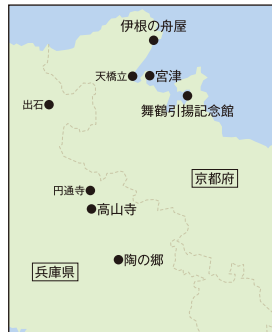 伊根の舟屋
天橋立
宮津
出石
舞鶴引揚記念館
京都府
円通寺
高山寺
陶の郷
兵庫県